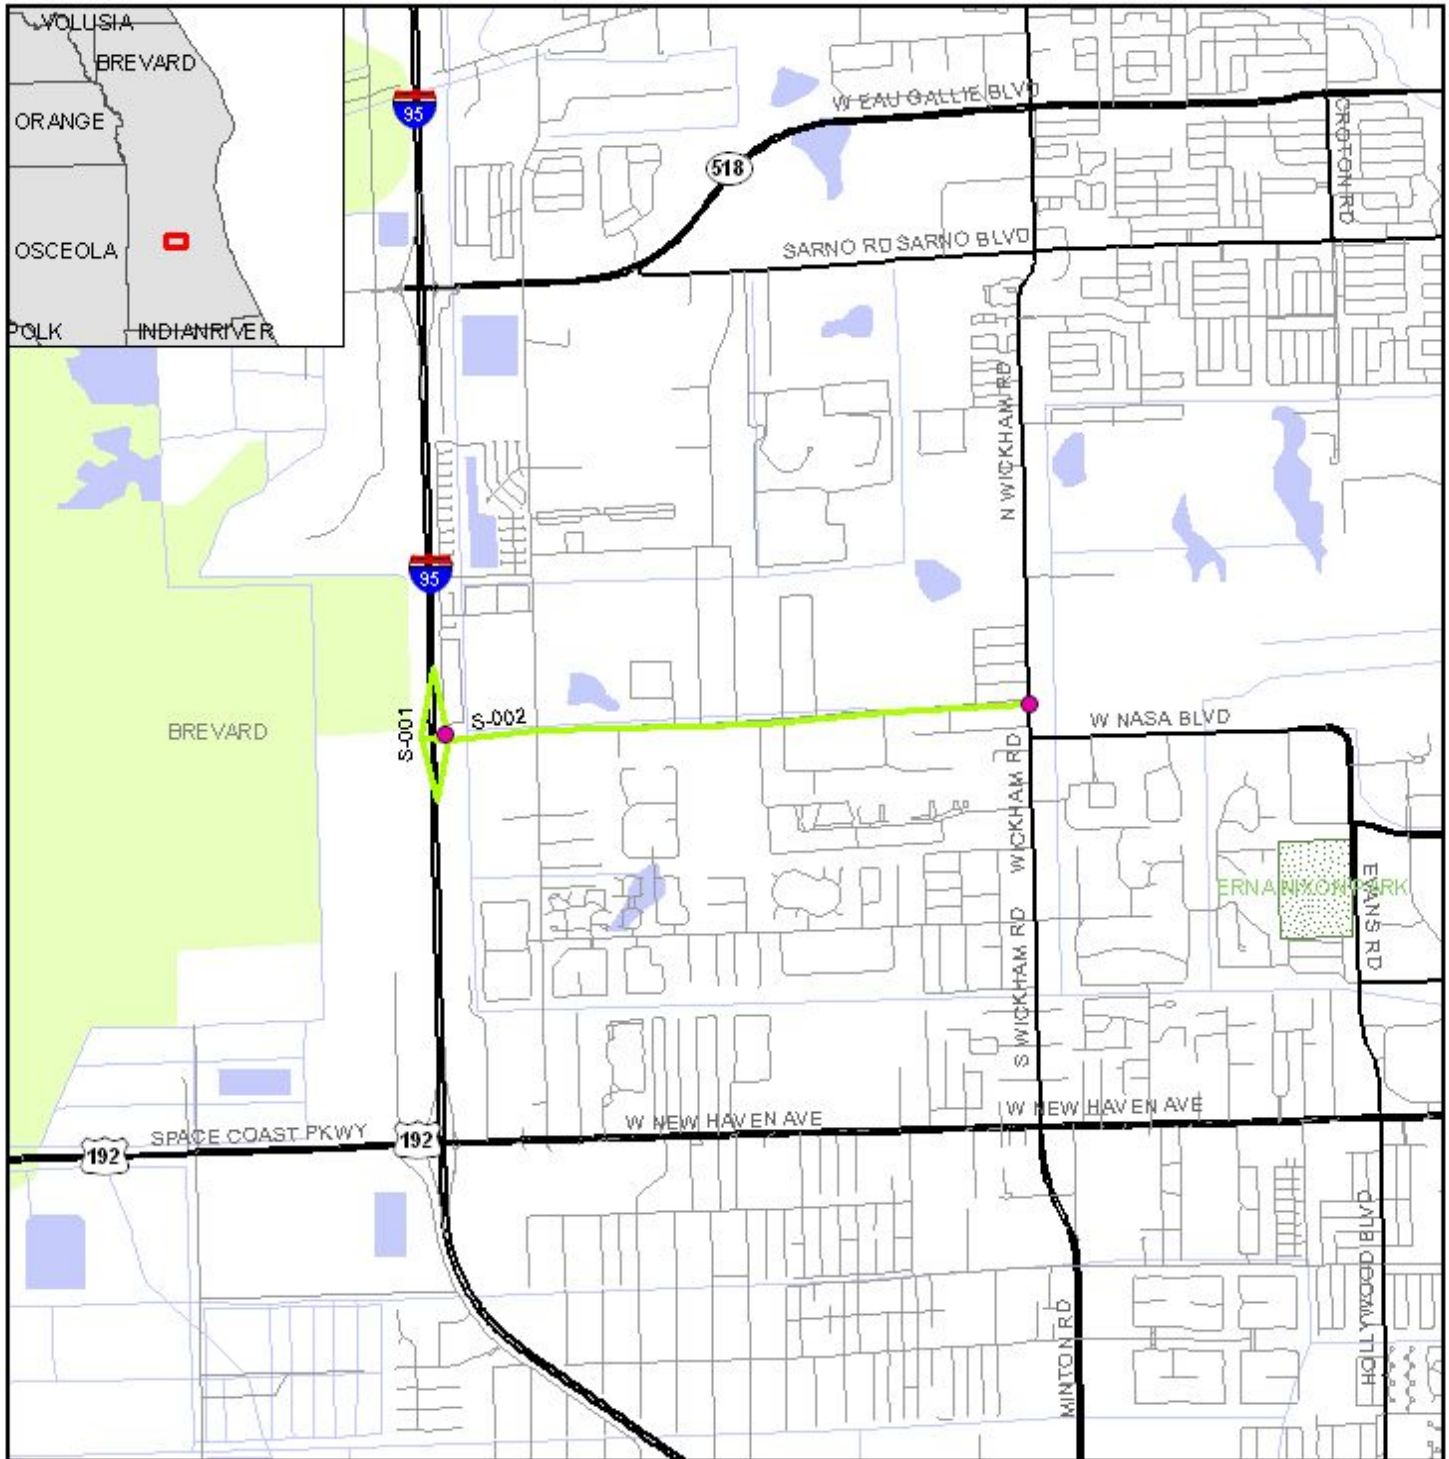 VOLUSIA
BREVARD
ORANGE
OSCEOLA
POLK
INDIANRIVER
95
W EAU GALLIE BLVD
518
CROTON RD
SARNO RD SARNO BLVD
N WICKHAM RD
95
S-001
S-002
BREVARD
W NASA BLVD
WICKHAM RD
ERNA NIXON PARK
EVANS RD
S WICKHAM RD
W NEW HAVEN AVE
W NEW HAVEN AVE
SPACE COAST PKWY
192
192
HOLLYWOOD BLVD
MINTON RD